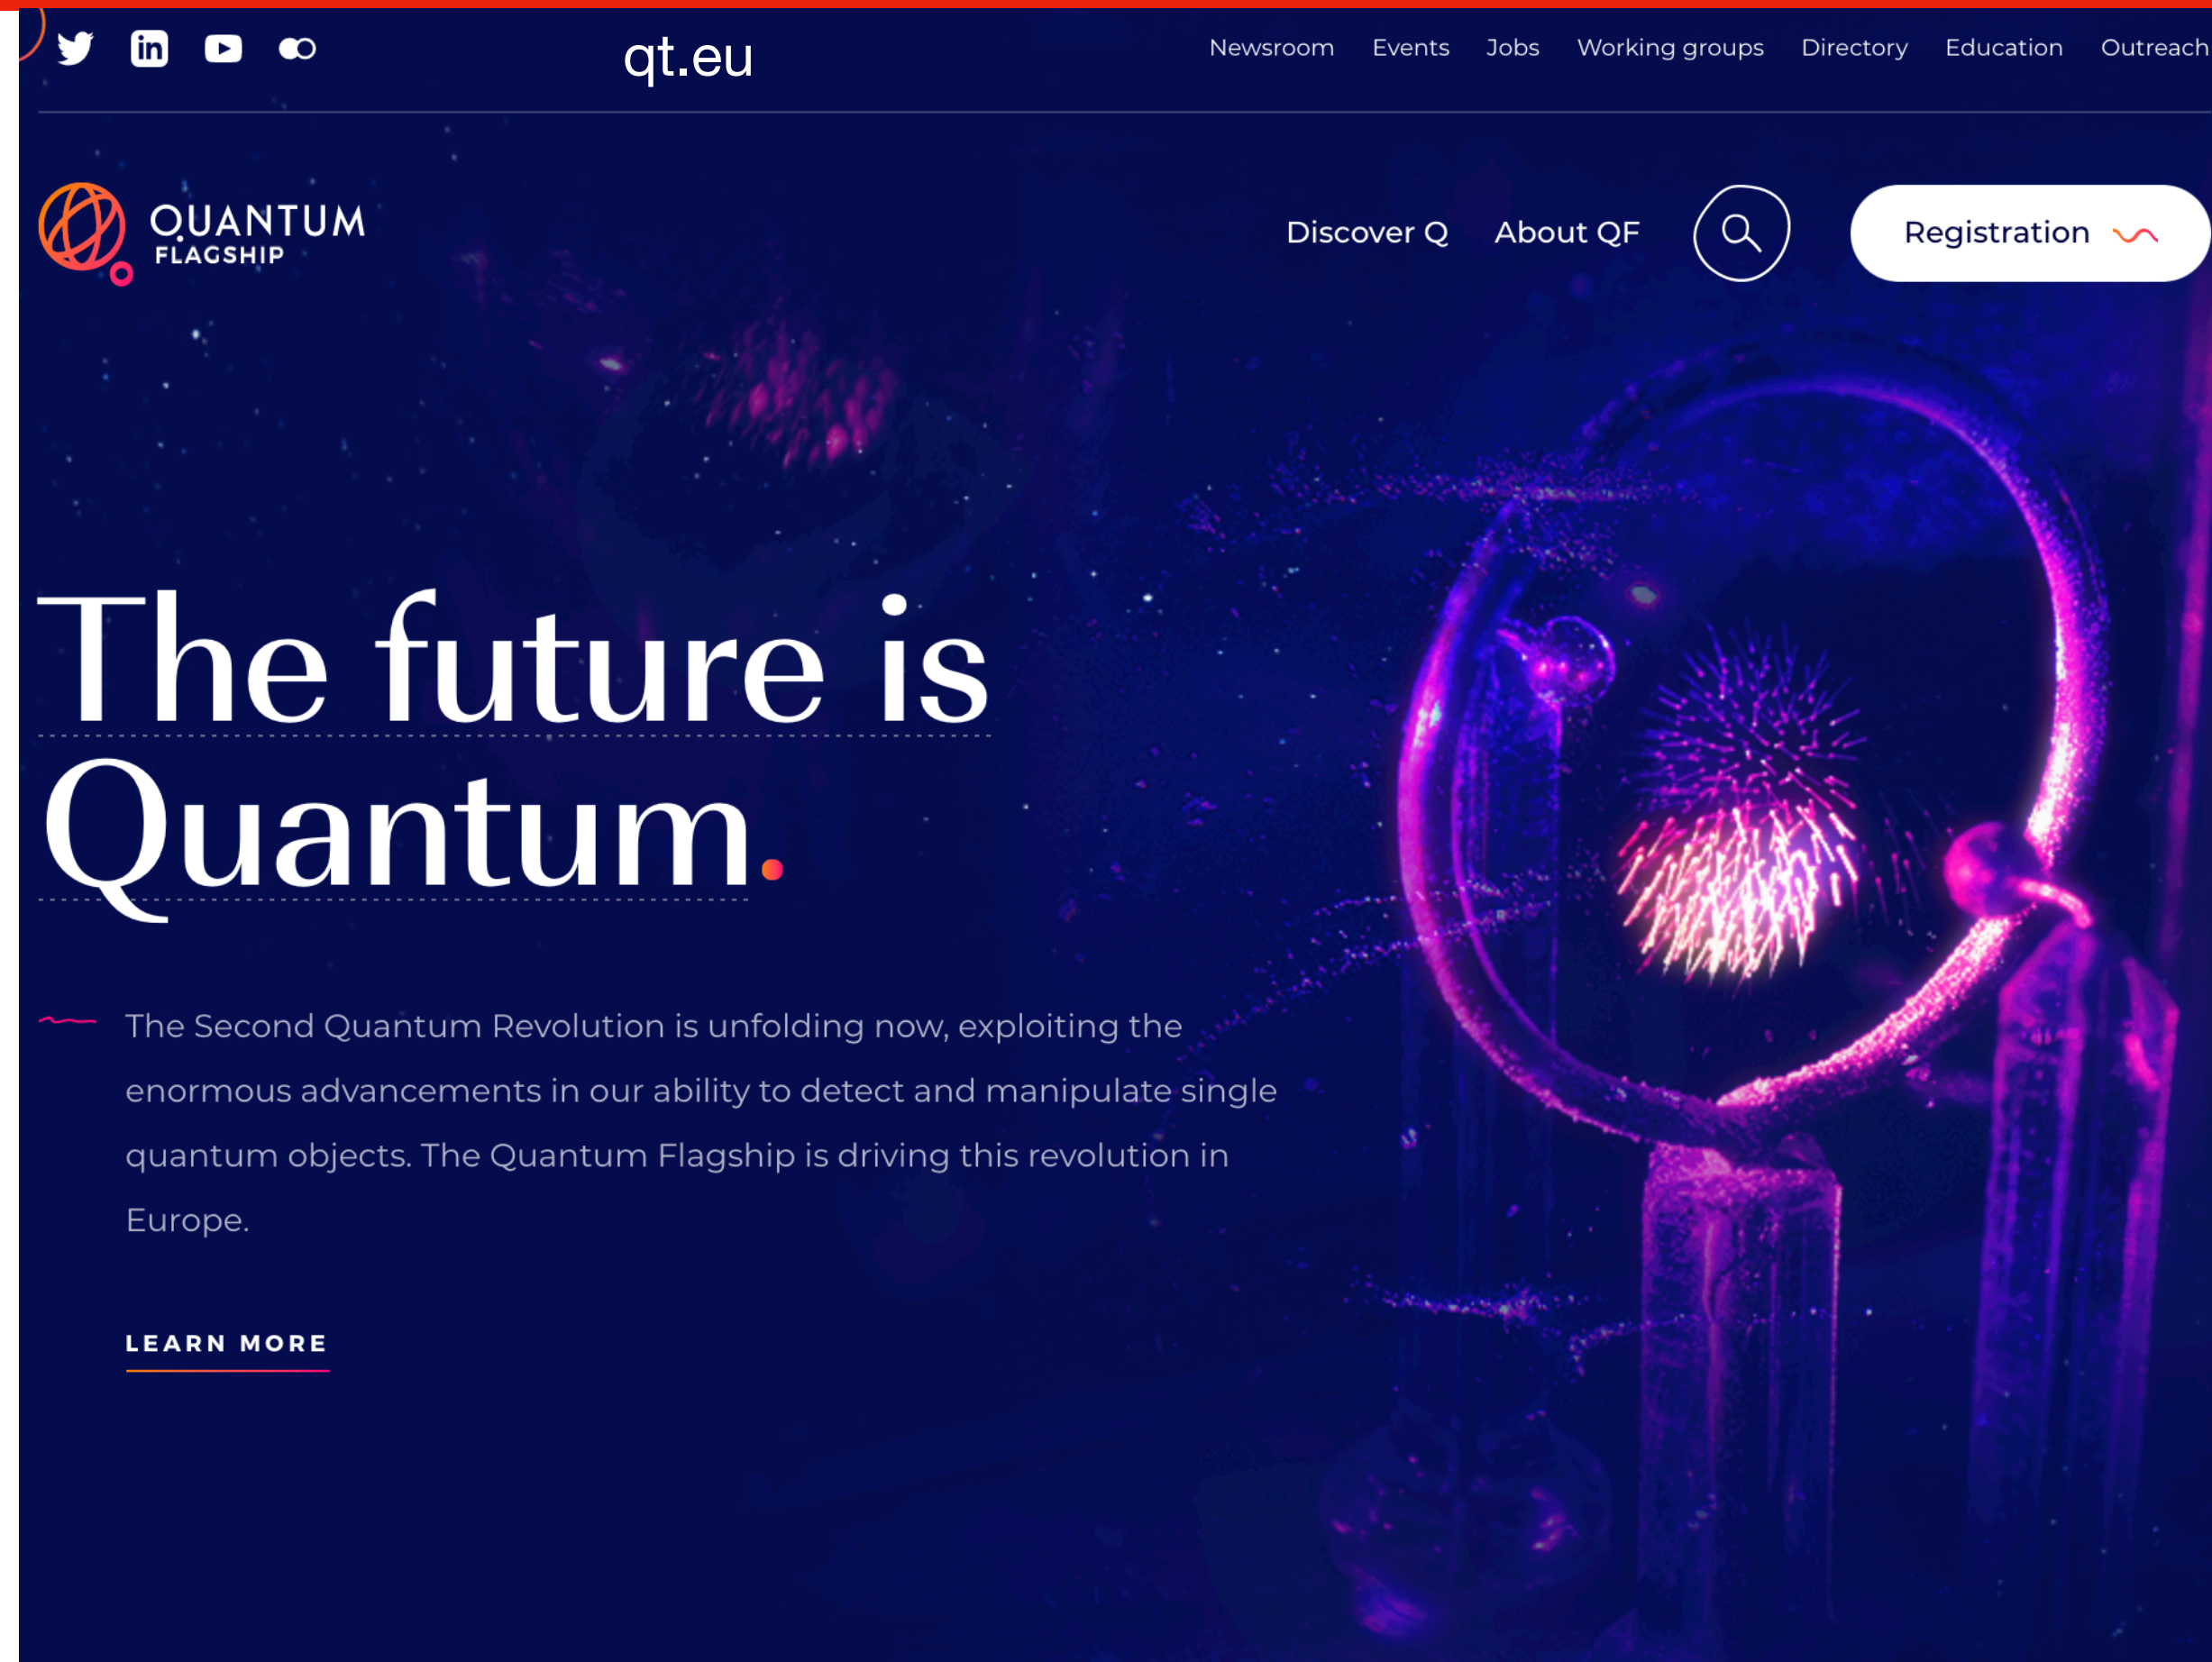 qt.eu
Newsroom Events Jobs Working groups Directory Education Outreach
QUANTUM
FLAGSHIP
Discover Q About QF Registration
The future is
Quantum.
The Second Quantum Revolution is unfolding now, exploiting the
enormous advancements in our ability to detect and manipulate single
quantum objects. The Quantum Flagship is driving this revolution in
Europe.
LEARN MORE